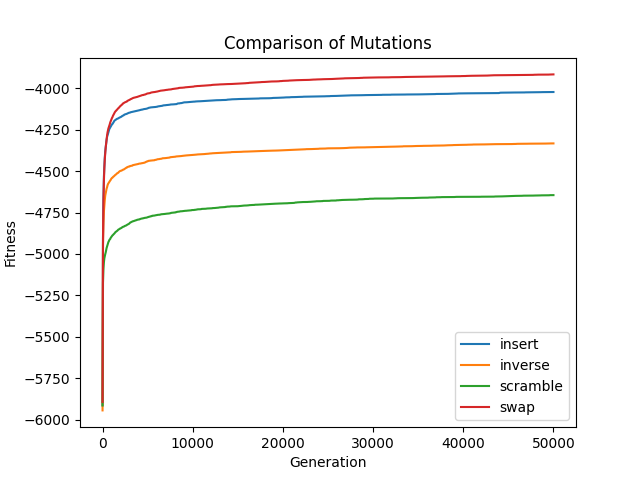 Comparison of Mutations
Fitness
−4000
−4250
−4500
−4750
−5000
−5250
−5500
−5750
−6000
0 10000 20000 30000 40000 50000
Generation
insert
inverse
scramble
swap